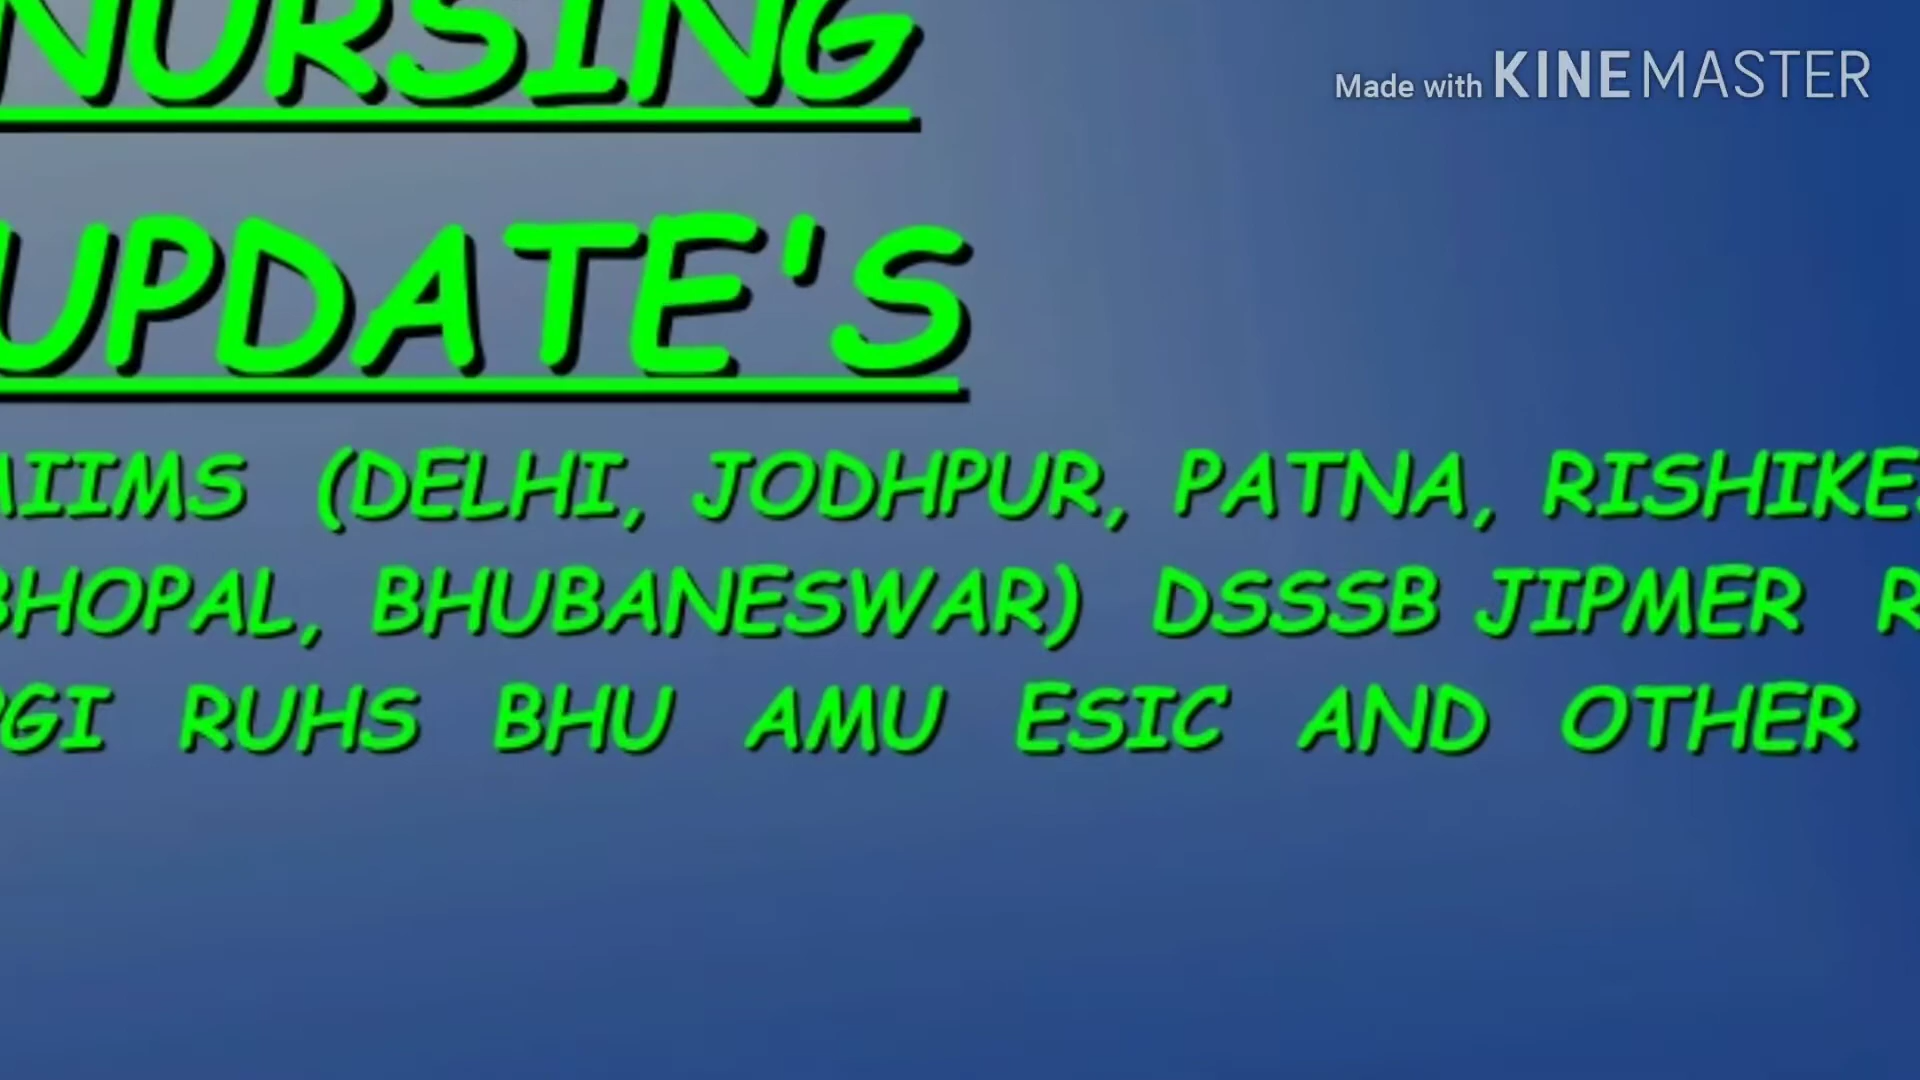 NURSING
Made with KINEMASTER
UPDATE'S
AIIMS (DELHI, JODHPUR, PATNA,
BHOPAL, BHUBANESWAR) DSSSB JIPMER
RUHS BHU AMU ESIC AND OTHER